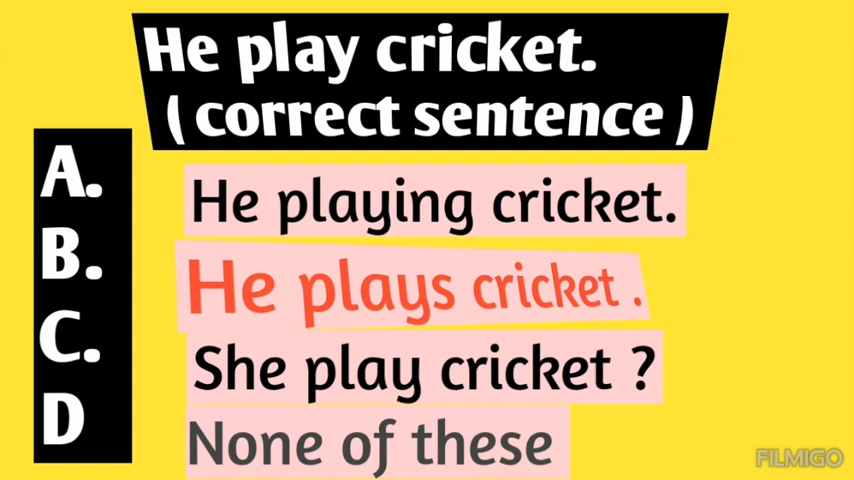 He play cricket.
( correct sentence )
A.
He playing cricket.
B.
He plays cricket .
C.
She play cricket ?
D
None of these
FILMIGO